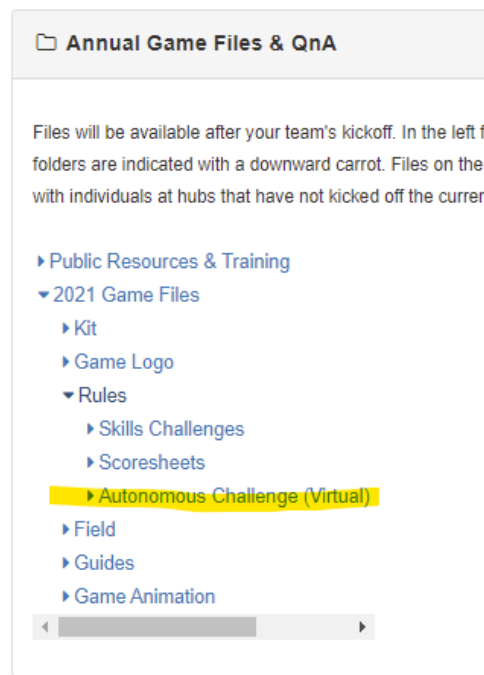 Annual Game Files & QnA
Files will be available after your team's kickoff. In the left
folders are indicated with a downward carrot. Files on the
with individuals at hubs that have not kicked off the
Public Resources & Training
2021 Game Files
Kit
Game Logo
Rules
Skills Challenges
Scoresheets
Autonomous Challenge (Virtual)
Field
Guides
Game Animation